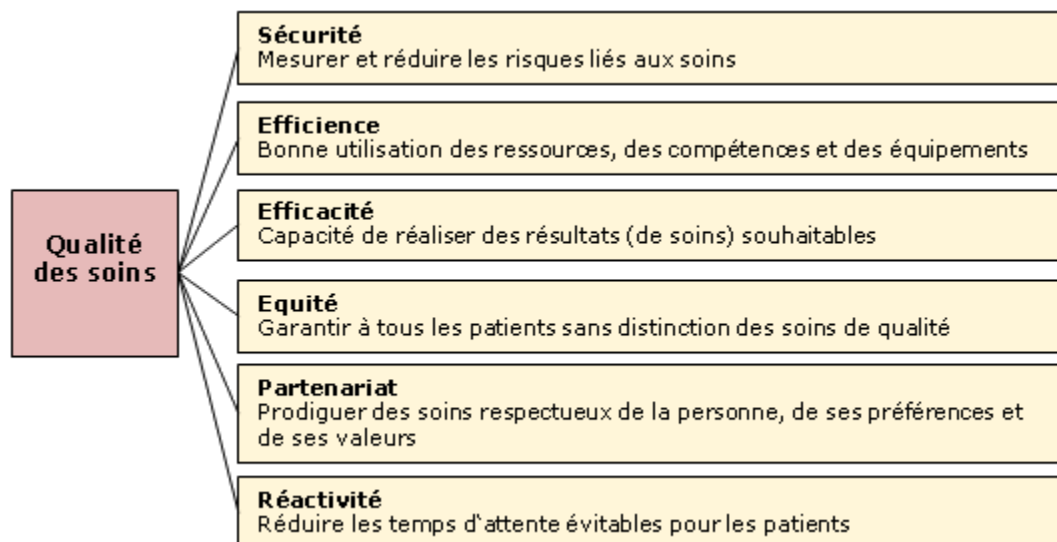 Qualité
des soins
Sécurité
Mesurer et réduire les risques liés aux soins
Efficience
Bonne utilisation des ressources, des compétences et des équipements
Efficacité
Capacité de réaliser des résultats (de soins) souhaitables
Equité
Garantir à tous les patients sans distinction des soins de qualité
Partenariat
Prodiguer des soins respectueux de la personne, de ses préférences et
de ses valeurs
Réactivité
Réduire les temps d'attente évitables pour les patients